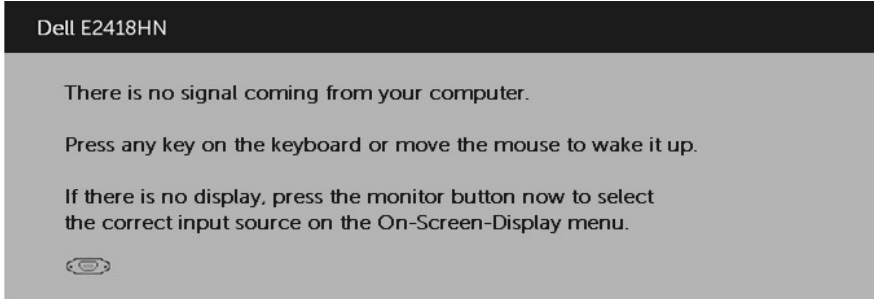 Dell E2418HN
There is no signal coming from your computer.
Press any key on the keyboard or move the mouse to wake it up.
If there is no display, press the monitor button now to select
the correct input source on the On-Screen-Display menu.